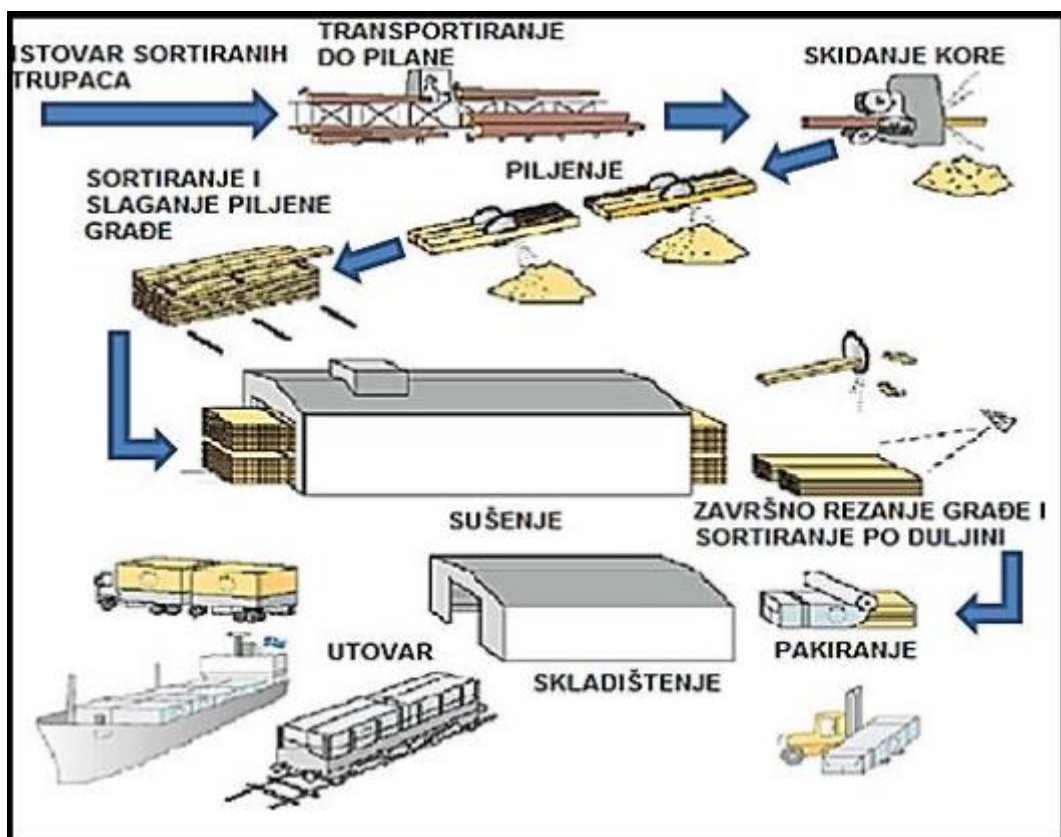 ISTOVAR SORTIRANIH
TRUPACA
TRANSPORTIRANJE
DO PILANE
SKIDANJE KORE
PILJENJE
SORTIRANJE I
SLAGANJE PILJENE
GRAĐE
SUŠENJE
ZAVRŠNO REZANJE GRAĐE I
SORTIRANJE PO DULJINI
PAKIRANJE
SKLADIŠTENJE
UTOVAR